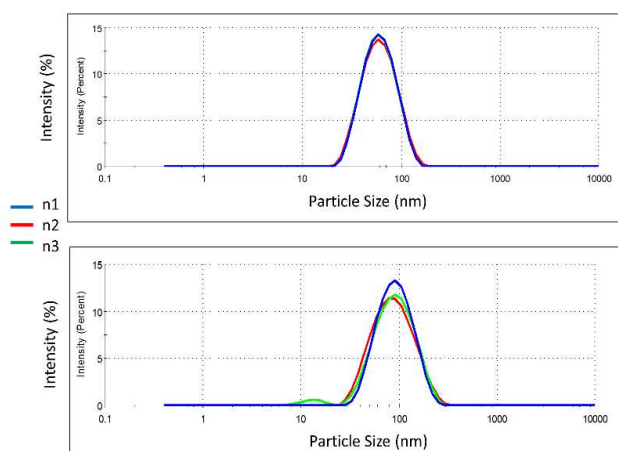 15
10
5
0
Intensity (%)
Intensity (Percent)
0.1 1 10 100 1000 10000
Particle Size (nm)
n1
n2
n3
15
10
5
0
Intensity (%)
Intensity (Percent)
0.1 1 10 100 1000 10000
Particle Size (nm)